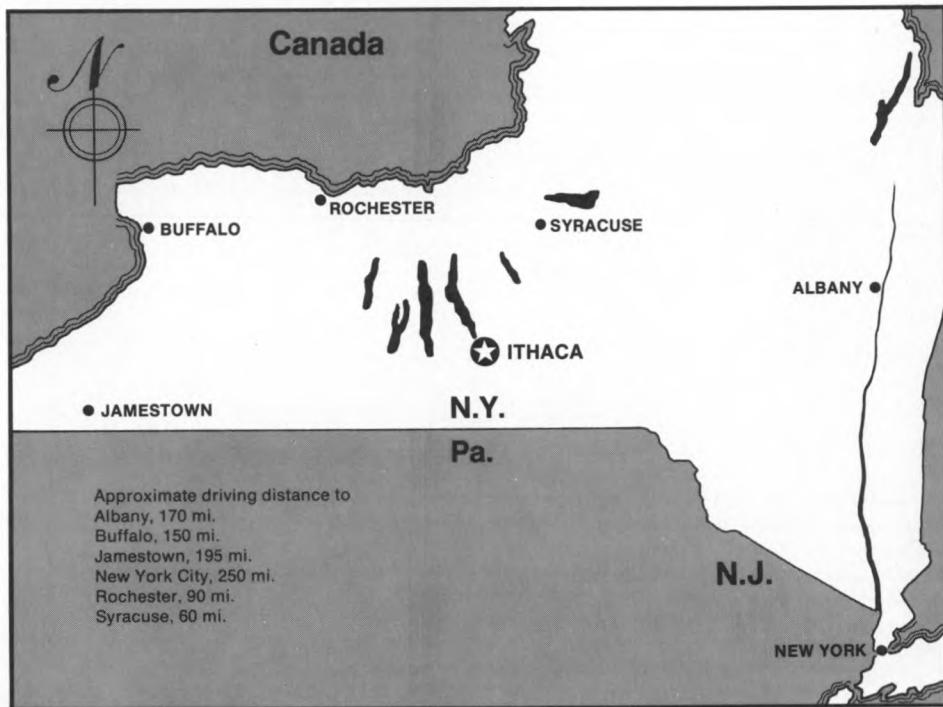 Canada
N
ROCHESTER
BUFFALO
SYRACUSE
ALBANY
ITHACA
JAMESTOWN
N.Y.
Pa.
Approximate driving distance to
Albany, 170 mi.
Buffalo, 150 mi.
Jamestown, 195 mi.
New York City, 250 mi.
Rochester, 90 mi.
Syracuse, 60 mi.
N.J.
NEW YORK